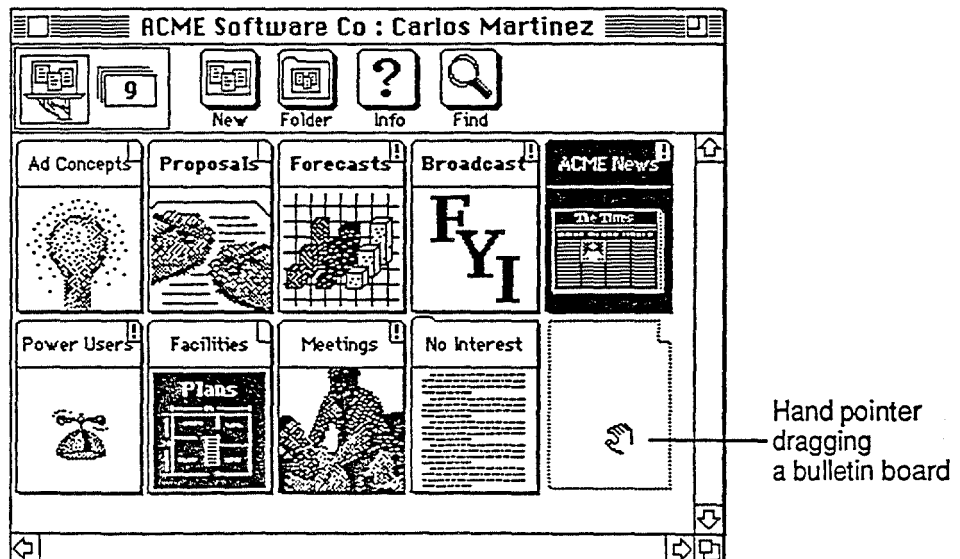 ACME Software Co : Carlos Martinez
9
New Folder Info Find
Ad Concepts Proposals Forecasts Broadcast ACME News
! ! !
FYI
The Times
Power Users Facilities Meetings No Interest
! !
Plans
Hand pointer
dragging
a bulletin board